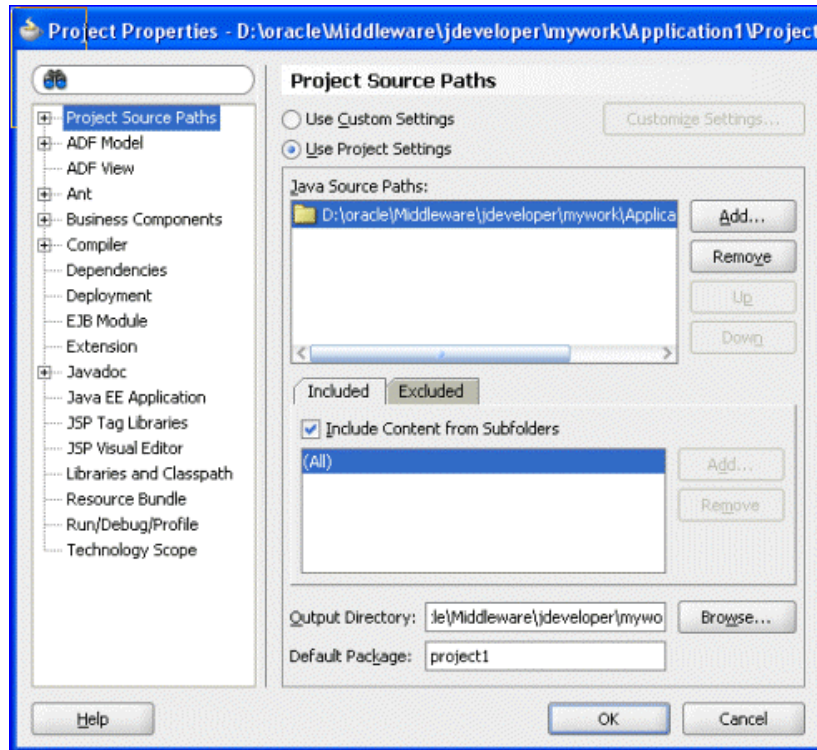 Project Properties - D:\oracle\Middleware\jdeveloper\mywork\Application1\Project
Project Source Paths
ADF Model
ADF View
Ant
Business Components
Compiler
Dependencies
Deployment
EJB Module
Extension
Javadoc
Java EE Application
JSP Tag Libraries
JSP Visual Editor
Libraries and Classpath
Resource Bundle
Run/Debug/Profile
Technology Scope
Project Source Paths
Use Custom Settings
Customize Settings...
Use Project Settings
Java Source Paths:
D:\oracle\Middleware\jdeveloper\mywork\Applica
Add...
Remove
Up
Down
Included
Excluded
Include Content from Subfolders
(All)
Add...
Remove
Output Directory: :le\Middleware\jdeveloper\mywo Browse...
Default Package: project1
Help
OK
Cancel